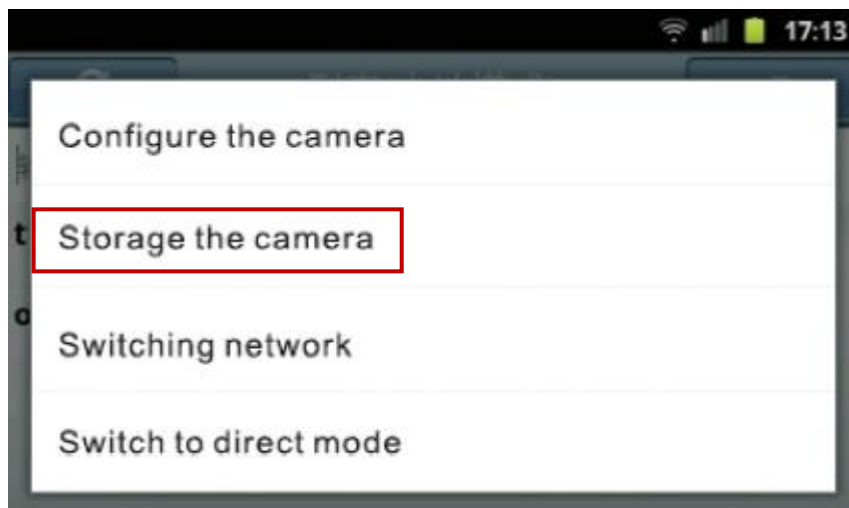 17:13
Configure the camera
Storage the camera
Switching network
Switch to direct mode